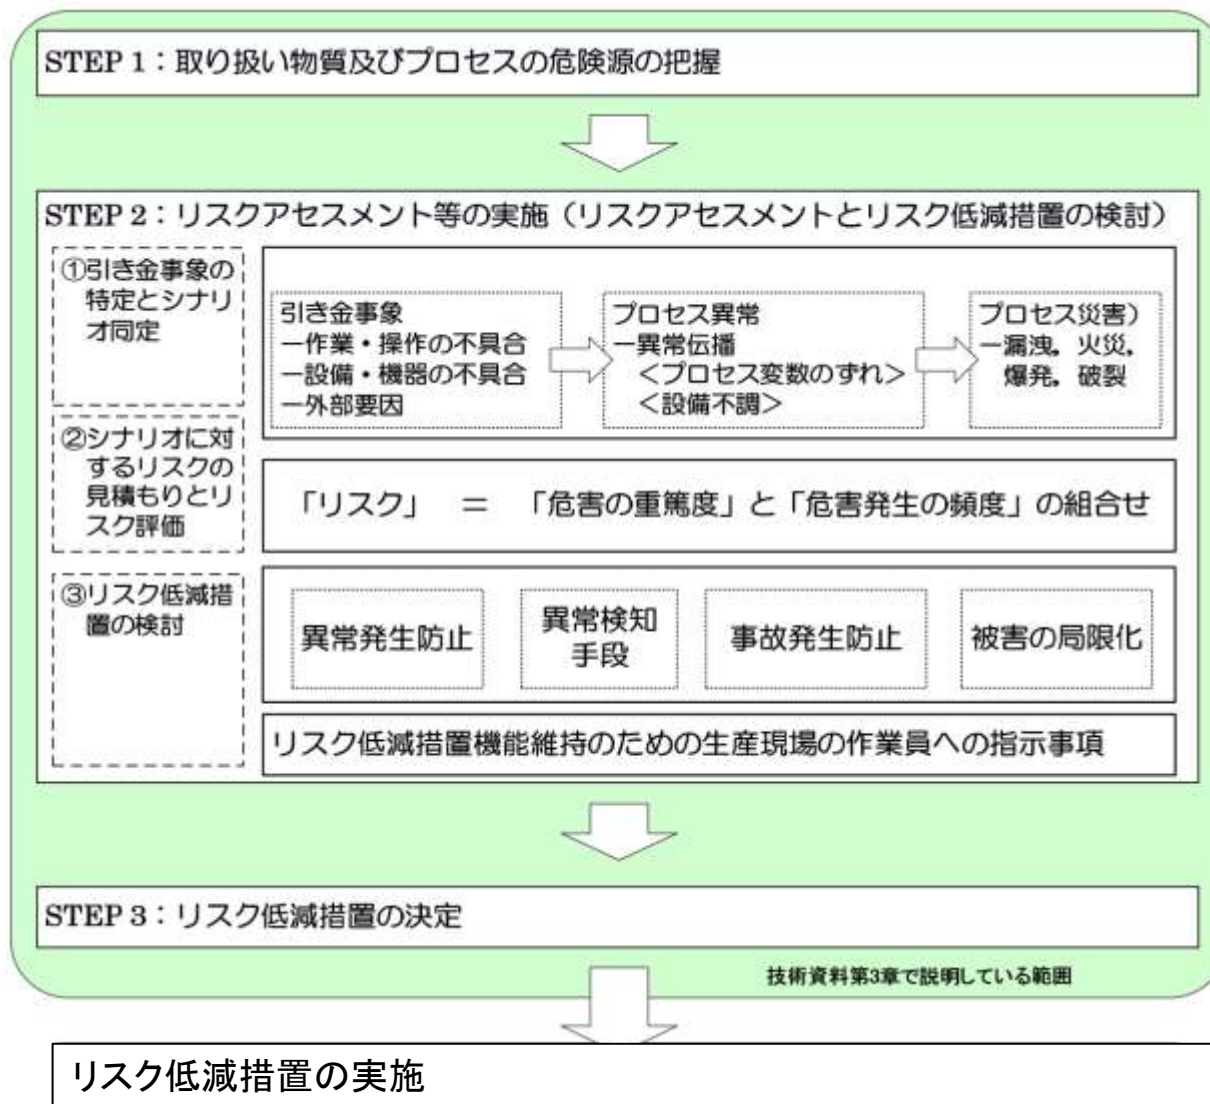 STEP 1：取り扱い物質及びプロセスの危険源の把握
STEP 2：リスクアセスメント等の実施（リスクアセスメントとリスク低減措置の検討）
①引き金事象の
特定とシナリ
オ同定
引き金事象
ー作業・操作の不具合
ー設備・機器の不具合
ー外部要因
プロセス異常
ー異常伝播
＜プロセス変数のずれ＞
＜設備不調＞
プロセス災害）
ー漏洩，火災，
爆発，破裂
②シナリオに対
するリスクの
見積もりとリ
スク評価
「リスク」　＝　「危害の重篤度」と「危害発生の頻度」の組合せ
③リスク低減措
置の検討
異常発生防止
異常検知
手段
事故発生防止
被害の局限化
リスク低減措置機能維持のための生産現場の作業員への指示事項
STEP 3：リスク低減措置の決定
技術資料第3章で説明している範囲
リスク低減措置の実施